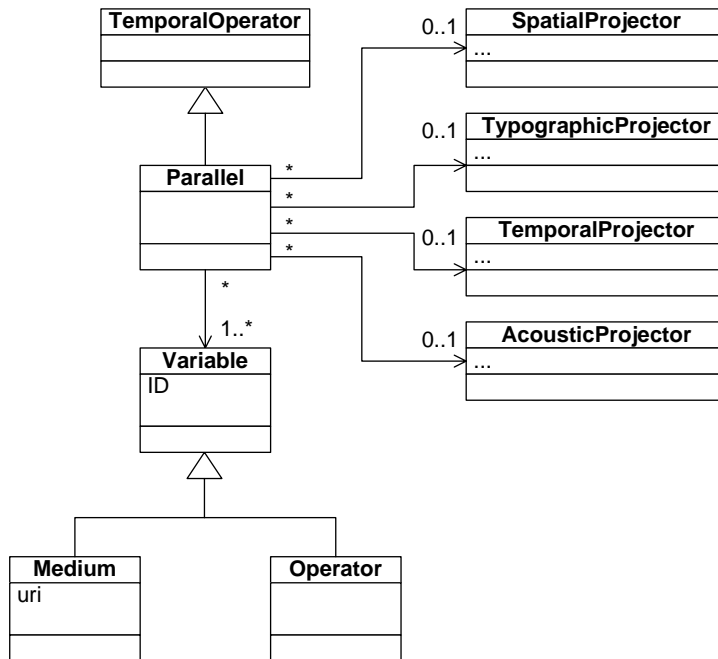 TemporalOperator
0..1
SpatialProjector
...
0..1
TypographicProjector
...
Parallel
*
*
*
*
0..1
TemporalProjector
...
*
1..*
0..1
AcousticProjector
...
Variable
ID
Medium
uri
Operator